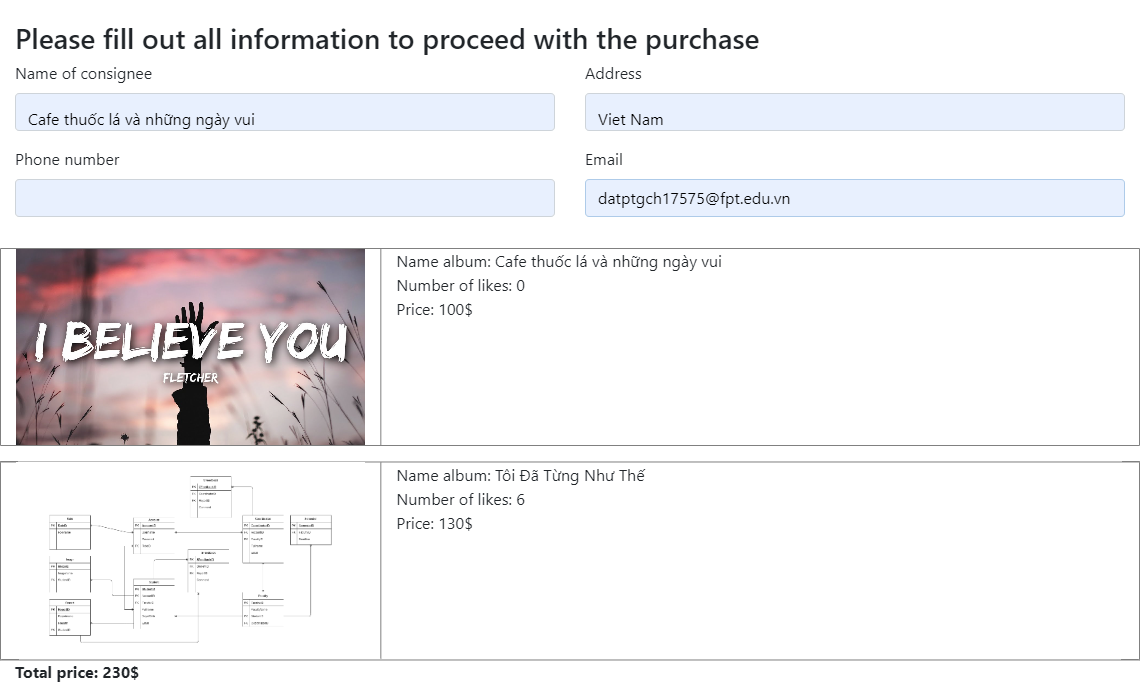 Please fill out all information to proceed with the purchase
Name of consignee
Address
Cafe thuốc lá và những ngày vui
Viet Nam
Phone number
Email
datptgch17575@fpt.edu.vn
I BELIEVE YOU
FLETCHER
Name album: Cafe thuốc lá và những ngày vui
Number of likes: 0
Price: 100$
Name album: Tôi Đã Từng Như Thế
Number of likes: 6
Price: 130$
Total price: 230$